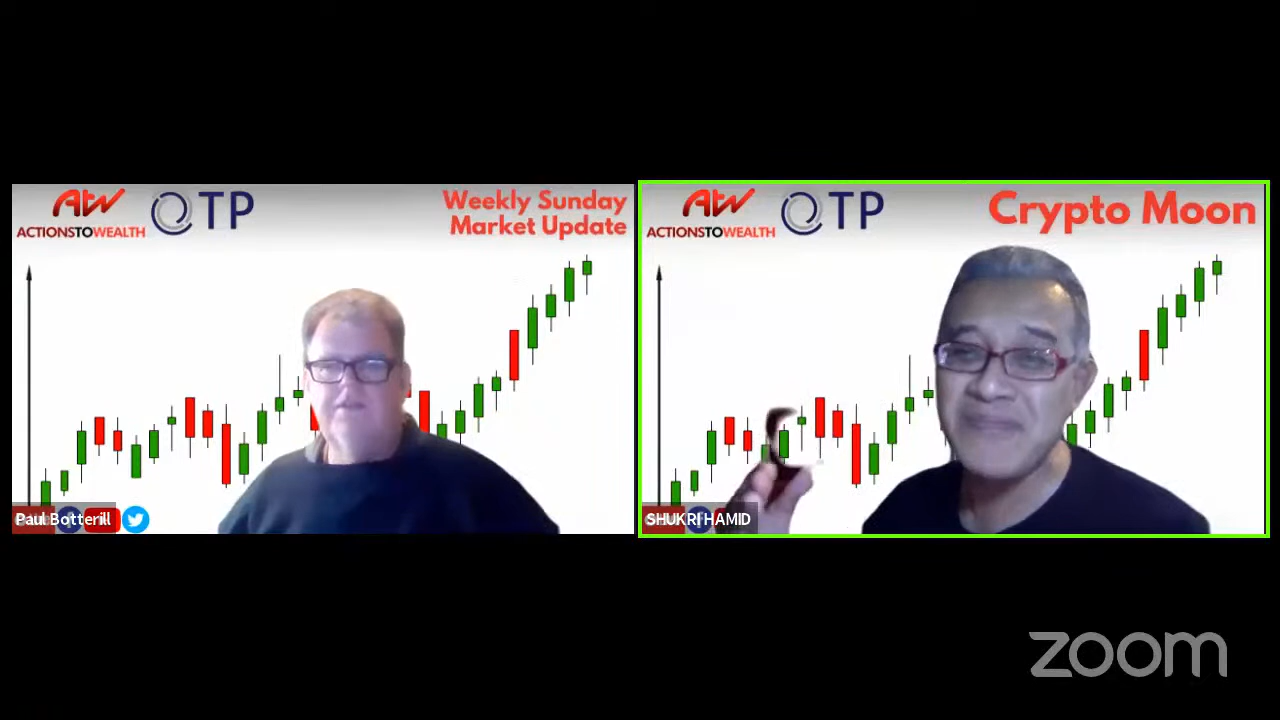 ATW
ACTIONSTOWEALTH
TP
Weekly Sunday
Market Update
Paul Botterill
ATW
ACTIONSTOWEALTH
TP
Crypto Moon
SHUKRI HAMID
zoom